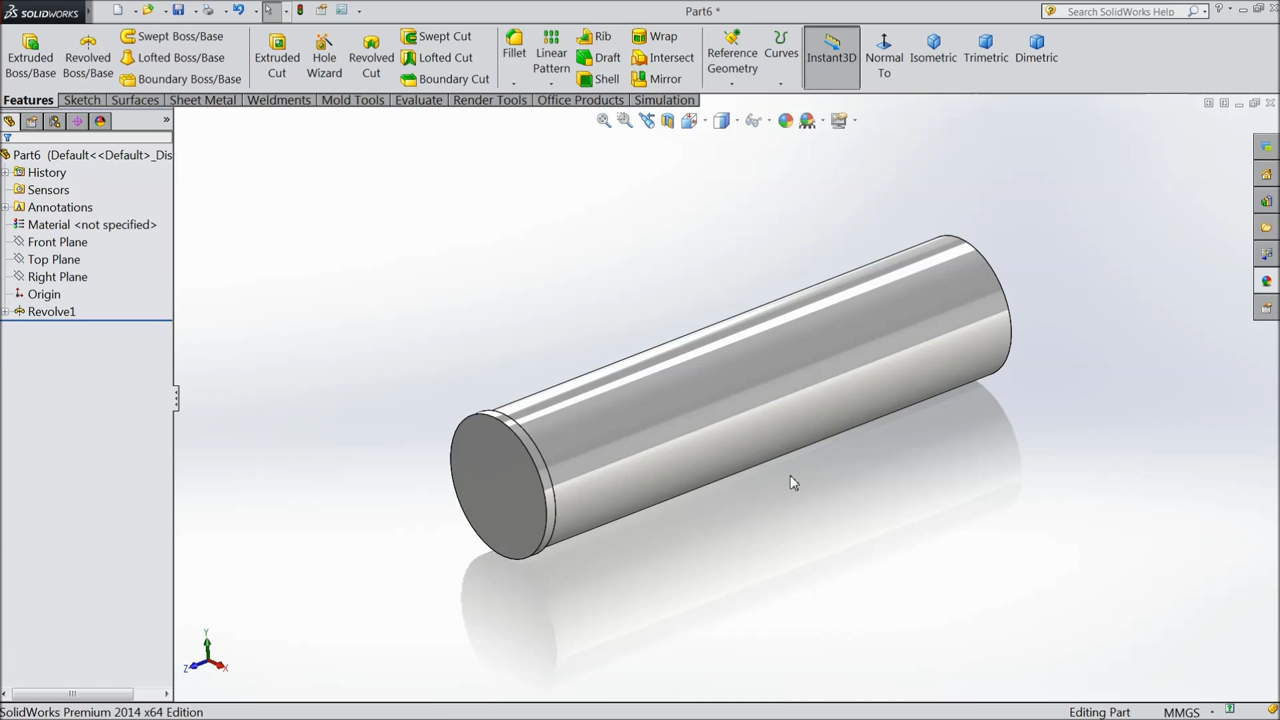 SOLIDWORKS
Part6 *
Search SolidWorks Help
Extruded Boss/Base
Revolved Boss/Base
Swept Boss/Base
Lofted Boss/Base
Boundary Boss/Base
Extruded Cut
Hole Wizard
Revolved Cut
Swept Cut
Lofted Cut
Boundary Cut
Fillet
Linear Pattern
Rib
Draft
Shell
Wrap
Intersect
Mirror
Reference Geometry
Curves
Instant3D
Normal To
Isometric
Trimetric
Dimetric
Features
Sketch
Surfaces
Sheet Metal
Weldments
Mold Tools
Evaluate
Render Tools
Office Products
Simulation
Part6 (Default<<Default>_Dis
History
Sensors
Annotations
Material <not specified>
Front Plane
Top Plane
Right Plane
Origin
Revolve1
Y
Z
X
SolidWorks Premium 2014 x64 Edition
Editing Part
MMGS